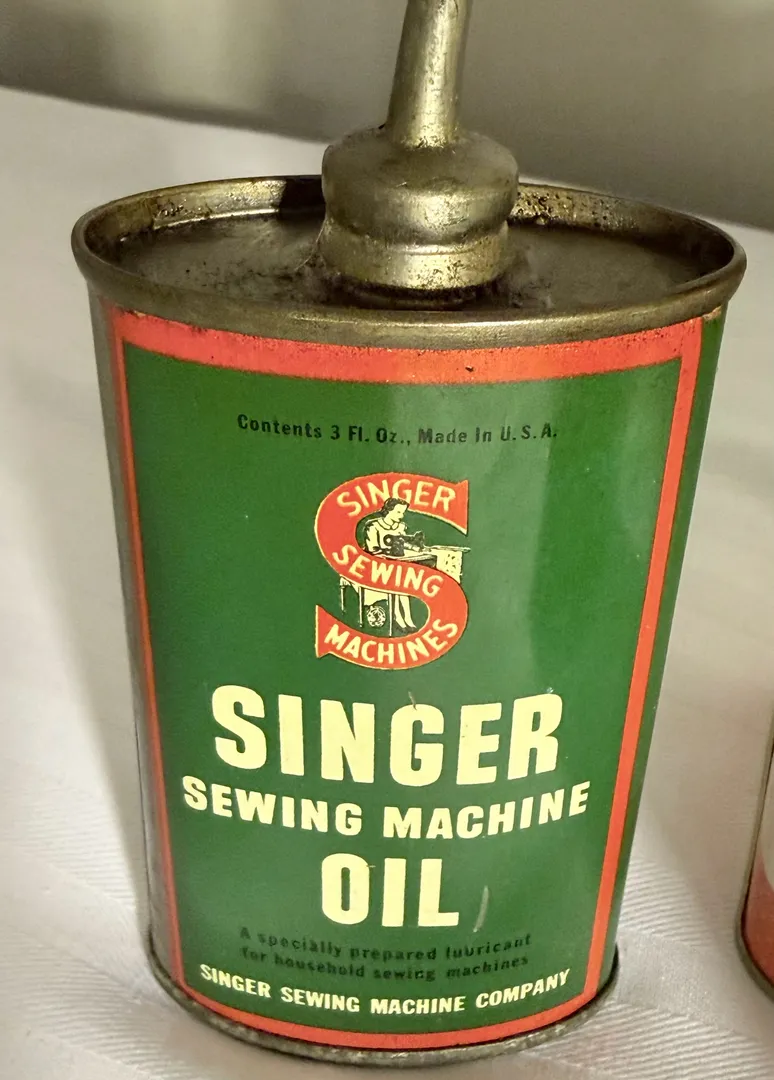 Contents 3 Fl. Oz., Made In U.S.A.
SINGER
SEWING
MACHINES
SINGER
SEWING MACHINE
OIL
A specially prepared lubricant
for household sewing machines
SINGER SEWING MACHINE COMPANY